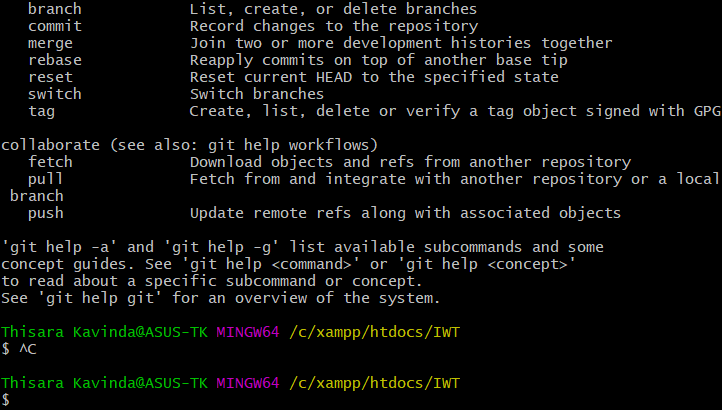 branch            List, create, or delete branches
commit            Record changes to the repository
merge             Join two or more development histories together
rebase            Reapply commits on top of another base tip
reset             Reset current HEAD to the specified state
switch            Switch branches
tag               Create, list, delete or verify a tag object signed with GPG
collaborate (see also: git help workflows)
fetch             Download objects and refs from another repository
pull              Fetch from and integrate with another repository or a local
branch
push              Update remote refs along with associated objects
'git help -a' and 'git help -g' list available subcommands and some
concept guides. See 'git help <command>' or 'git help <concept>'
to read about a specific subcommand or concept.
See 'git help git' for an overview of the system.
Thisara Kavinda@ASUS-TK MINGW64 /c/xampp/htdocs/IWT
$ ^C
Thisara Kavinda@ASUS-TK MINGW64 /c/xampp/htdocs/IWT
$